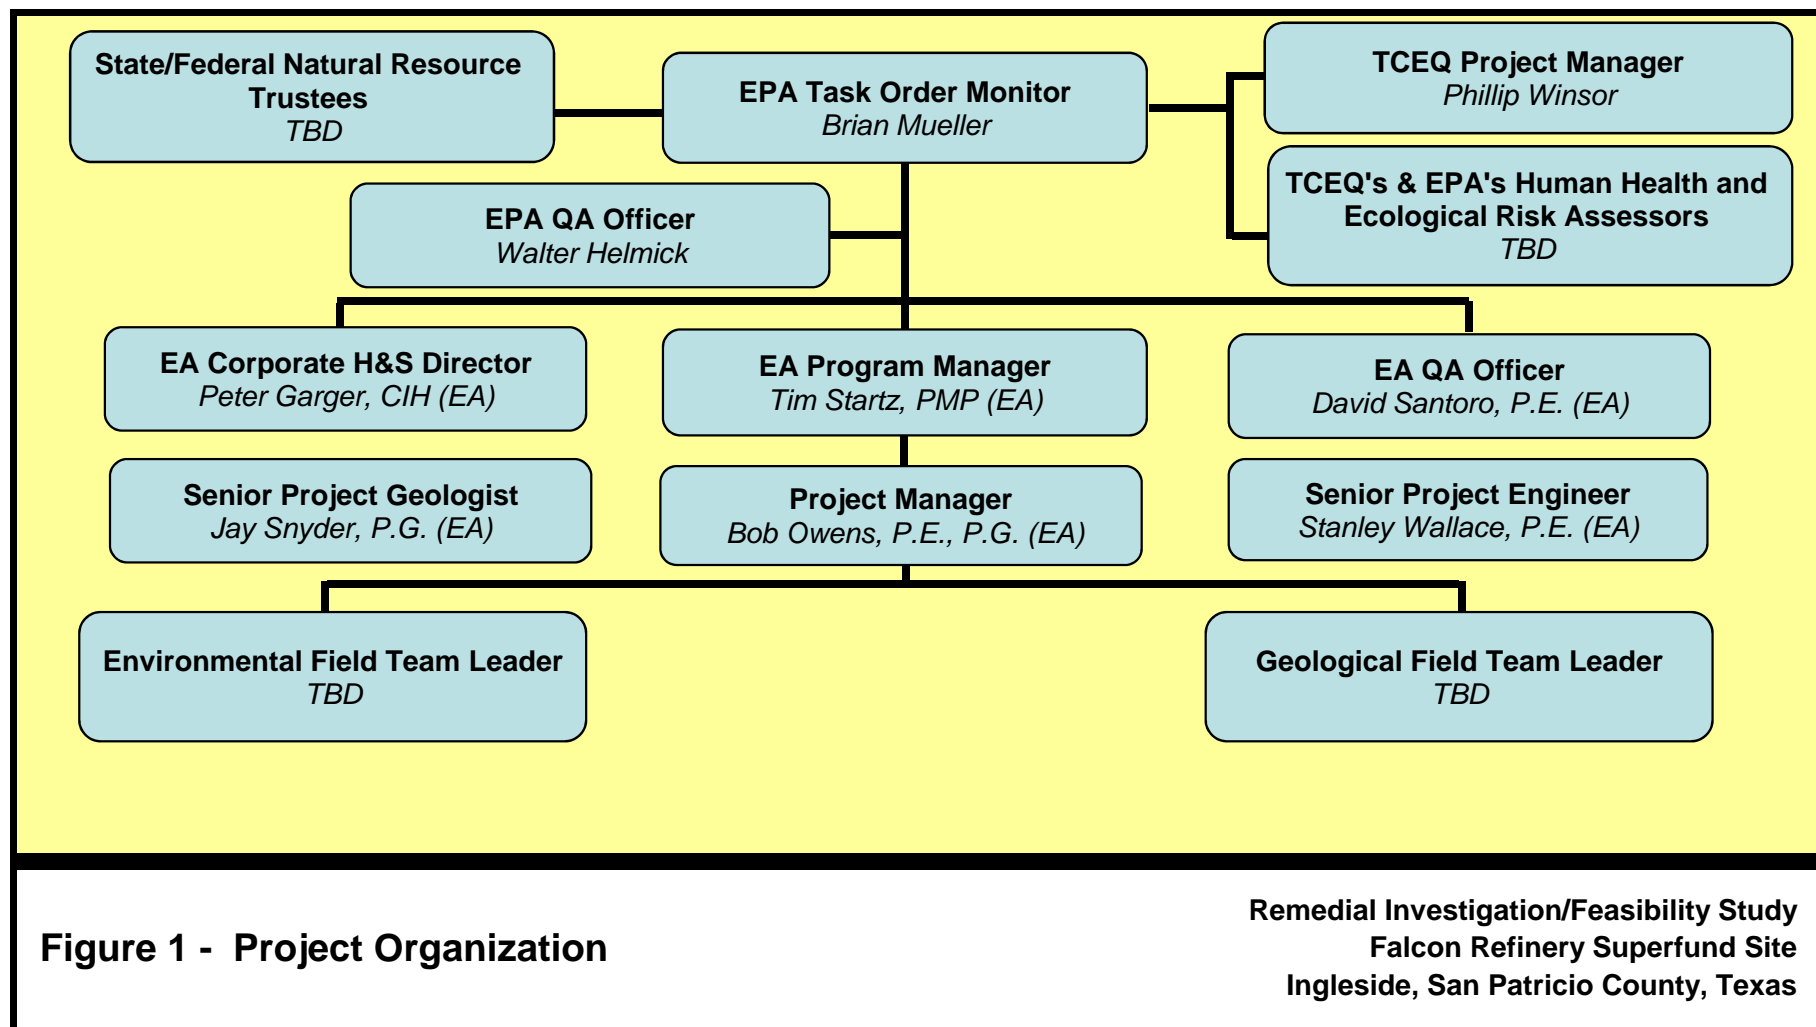 State/Federal Natural Resource
Trustees
TBD
EPA Task Order Monitor
Brian Mueller
TCEQ Project Manager
Phillip Winsor
TCEQ's & EPA's Human Health and
Ecological Risk Assessors
TBD
EPA QA Officer
Walter Helmick
EA Corporate H&S Director
Peter Garger, CIH (EA)
EA Program Manager
Tim Startz, PMP (EA)
EA QA Officer
David Santoro, P.E. (EA)
Senior Project Geologist
Jay Snyder, P.G. (EA)
Project Manager
Bob Owens, P.E., P.G. (EA)
Senior Project Engineer
Stanley Wallace, P.E. (EA)
Environmental Field Team Leader
TBD
Geological Field Team Leader
TBD
Figure 1 -  Project Organization
Remedial Investigation/Feasibility Study
Falcon Refinery Superfund Site
Ingleside, San Patricio County, Texas